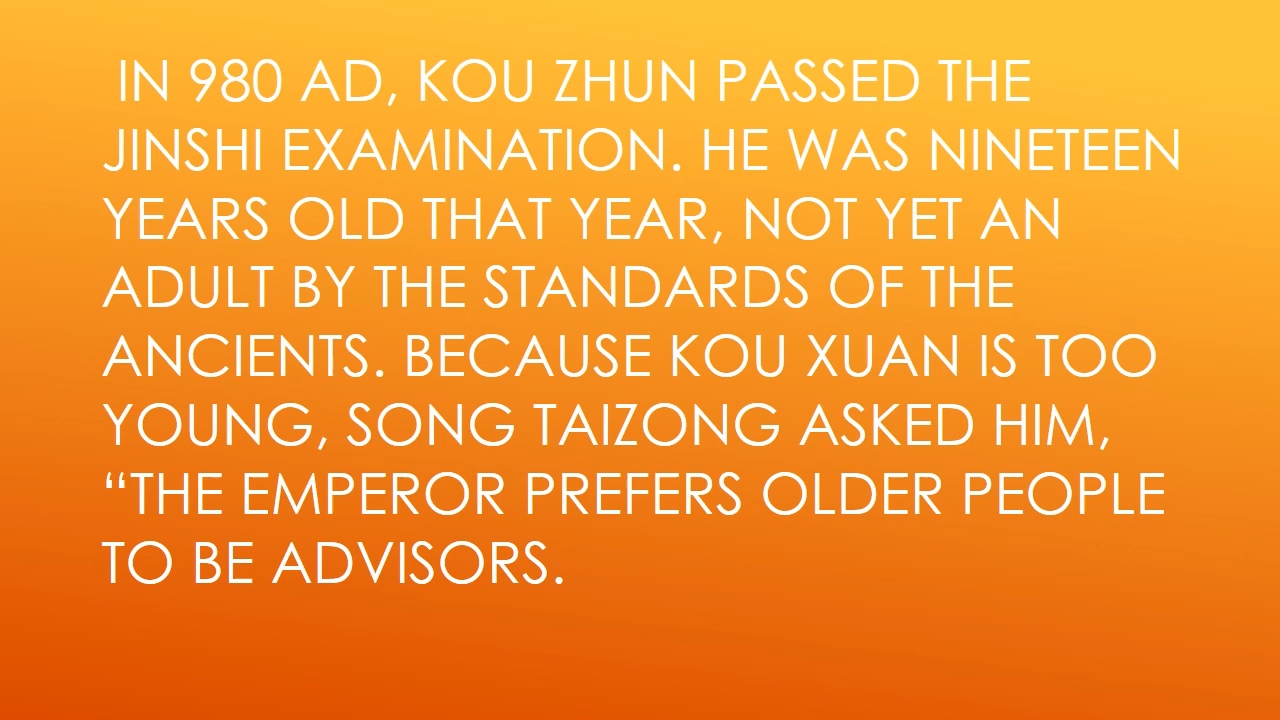 IN 980 AD, KOU ZHUN PASSED THE
JINSHI EXAMINATION. HE WAS NINETEEN
YEARS OLD THAT YEAR, NOT YET AN
ADULT BY THE STANDARDS OF THE
ANCIENTS. BECAUSE KOU XUAN IS TOO
YOUNG, SONG TAIZONG ASKED HIM,
“THE EMPEROR PREFERS OLDER PEOPLE
TO BE ADVISORS.